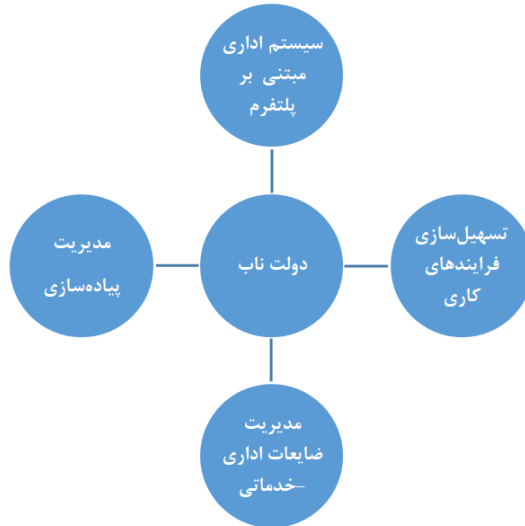 سیستم اداری
مبتنی بر
پلتفرم
تسهیل‌سازی
فرایندهای
کاری
دولت ناب
مدیریت
پیاده‌سازی
مدیریت
ضایعات اداری
-خدماتی